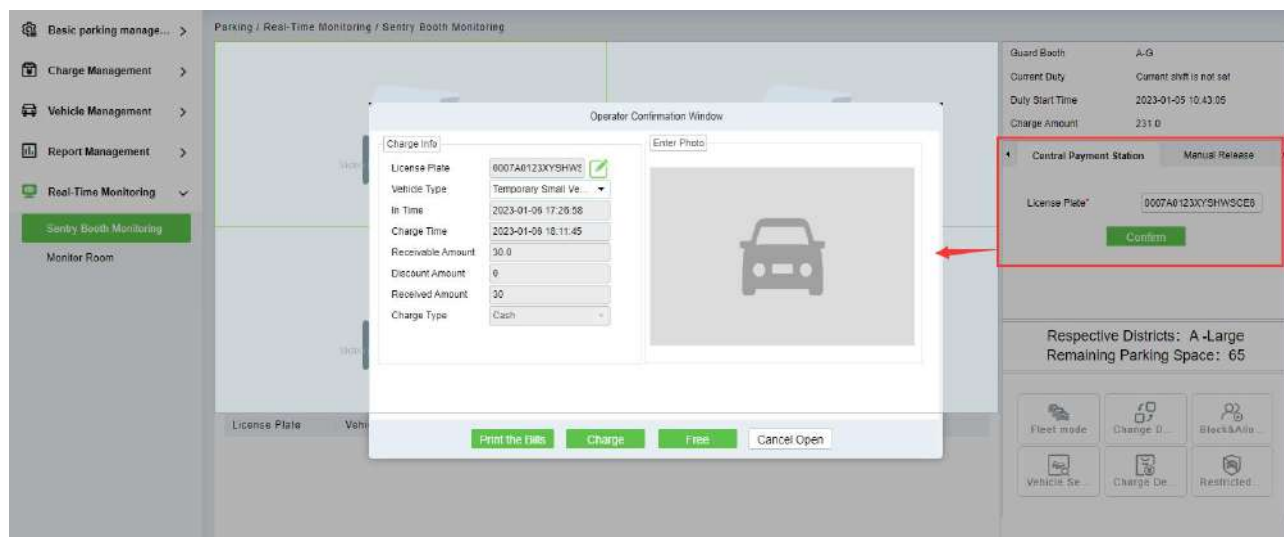 Basic parking manage... >
Charge Management >
Vehicle Management >
Report Management >
Real-Time Monitoring
Sentry Booth Monitoring
Monitor Room
Parking / Real-Time Monitoring / Sentry Booth Monitoring
Guard Booth A-G
Current Duty Current shift is not set
Duty Start Time 2023-01-05 10:43:05
Charge Amount 231.0
Central Payment Station Manual Release
License Plate*
Confirm
Operator Confirmation Window
Charge Info
License Plate
Vehicle Type Temporary Small Ve...
In Time 2023-01-06 17:26:58
Charge Time 2023-01-06 18:11:45
Receivable Amount 30.0
Discount Amount 0
Received Amount 30
Charge Type Cash
Enter Photo
Print the Bills Charge Free Cancel Open
License Plate Vehi
Respective Districts: A -Large
Remaining Parking Space: 65
Fleet mode Change D... Block&Allo...
Vehicle Se... Charge De... Restricted...